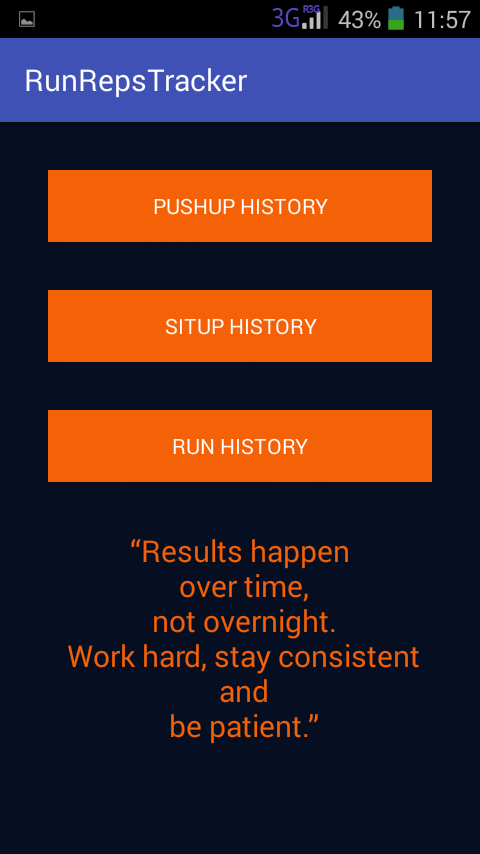 3G R3G 43% 11:57
RunRepsTracker
PUSHUP HISTORY
SITUP HISTORY
RUN HISTORY
“Results happen
over time,
not overnight.
Work hard, stay consistent
and
be patient.”